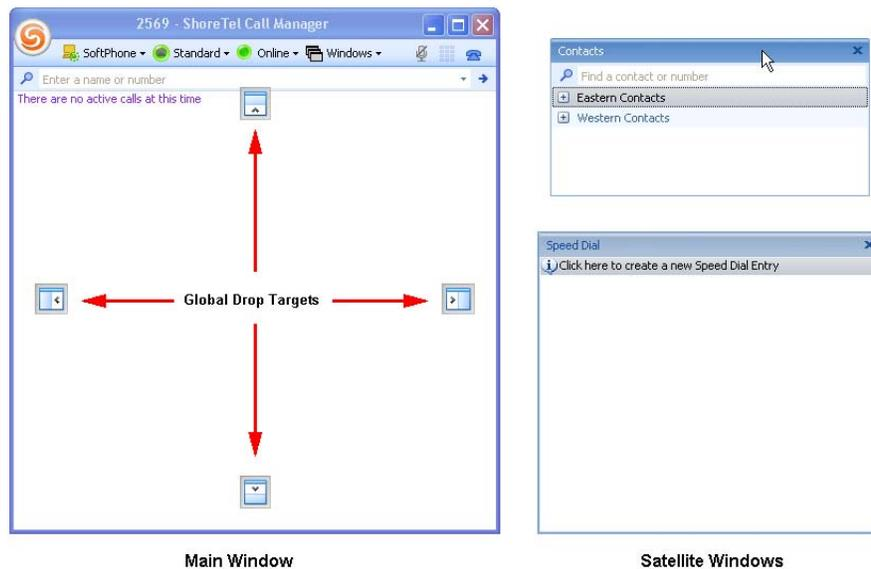 2569 - ShoreTel Call Manager
SoftPhone Standard Online Windows
Enter a name or number
There are no active calls at this time
Global Drop Targets
Main Window
Contacts
Find a contact or number
Eastern Contacts
Western Contacts
Speed Dial
Click here to create a new Speed Dial Entry
Satellite Windows